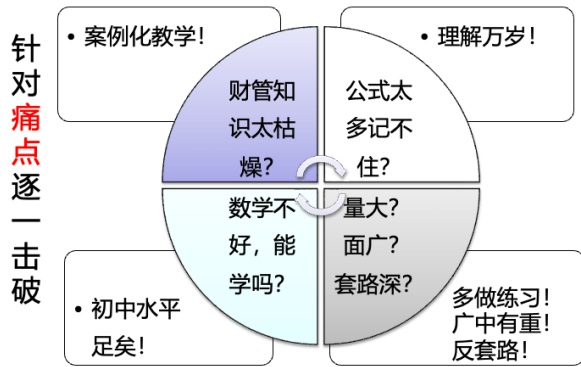 针对痛点逐一击破
• 案例化教学！
• 理解万岁！
财管知
识太枯
燥？
公式太
多记不
住？
数学不
好，能
学吗？
量大？
面广？
套路深？
• 初中水平
足矣！
多做练习！
广中有重！
反套路！